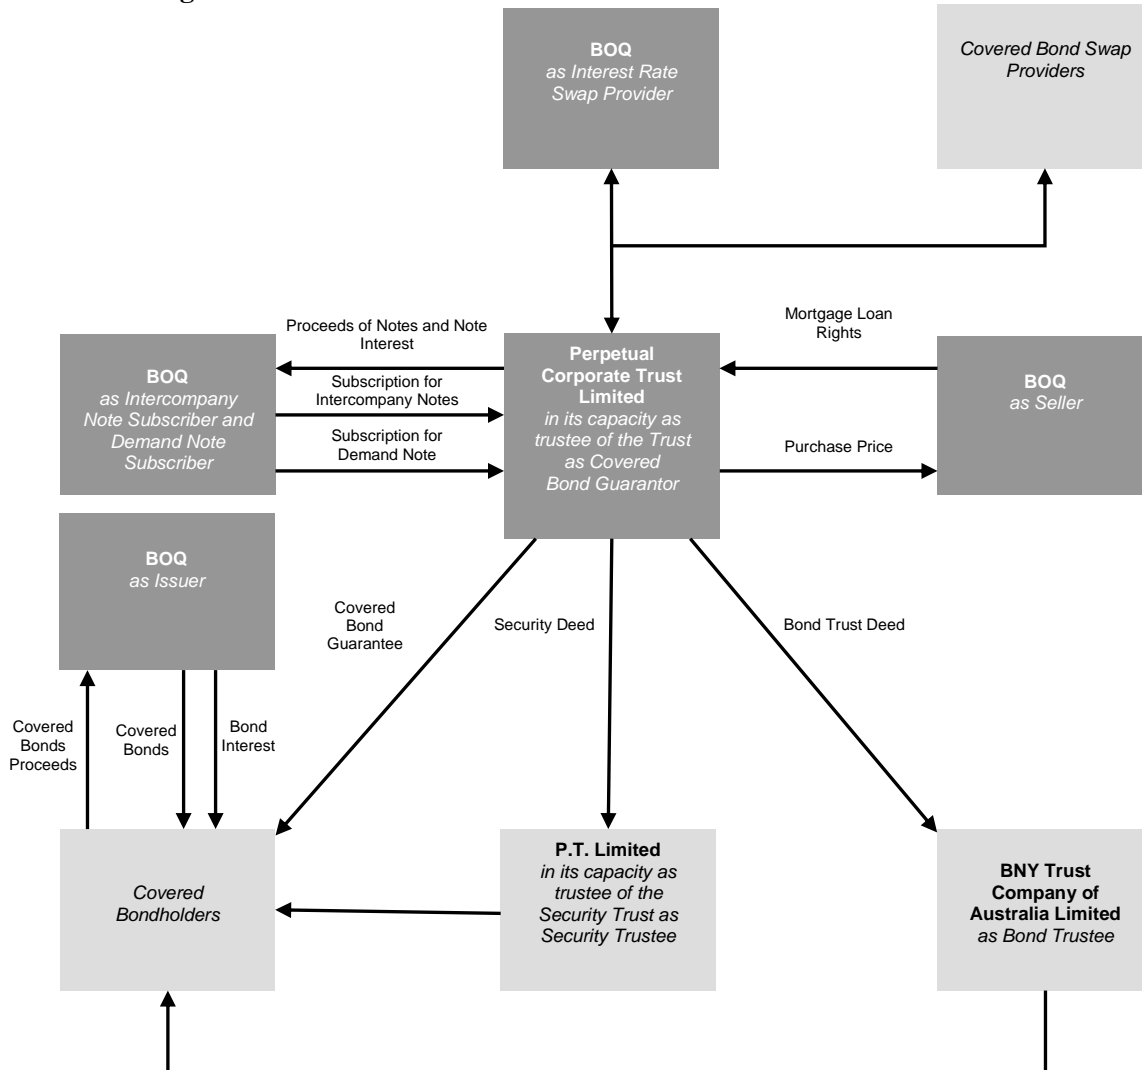 BOQ
as Interest Rate
Swap Provider
Covered Bond Swap
Providers
Proceeds of Notes and Note
Interest
Subscription for
Intercompany Notes
Subscription for
Demand Note
BOQ
as Intercompany
Note Subscriber and
Demand Note
Subscriber
Perpetual
Corporate Trust
Limited
in its capacity as
trustee of the Trust
as Covered
Bond Guarantor
Mortgage Loan
Rights
Purchase Price
BOQ
as Seller
BOQ
as Issuer
Covered
Bond
Guarantee
Security Deed
Bond Trust Deed
Covered
Bonds
Proceeds
Covered
Bonds
Bond
Interest
Covered
Bondholders
P.T. Limited
in its capacity as
trustee of the
Security Trust as
Security Trustee
BNY Trust
Company of
Australia Limited
as Bond Trustee